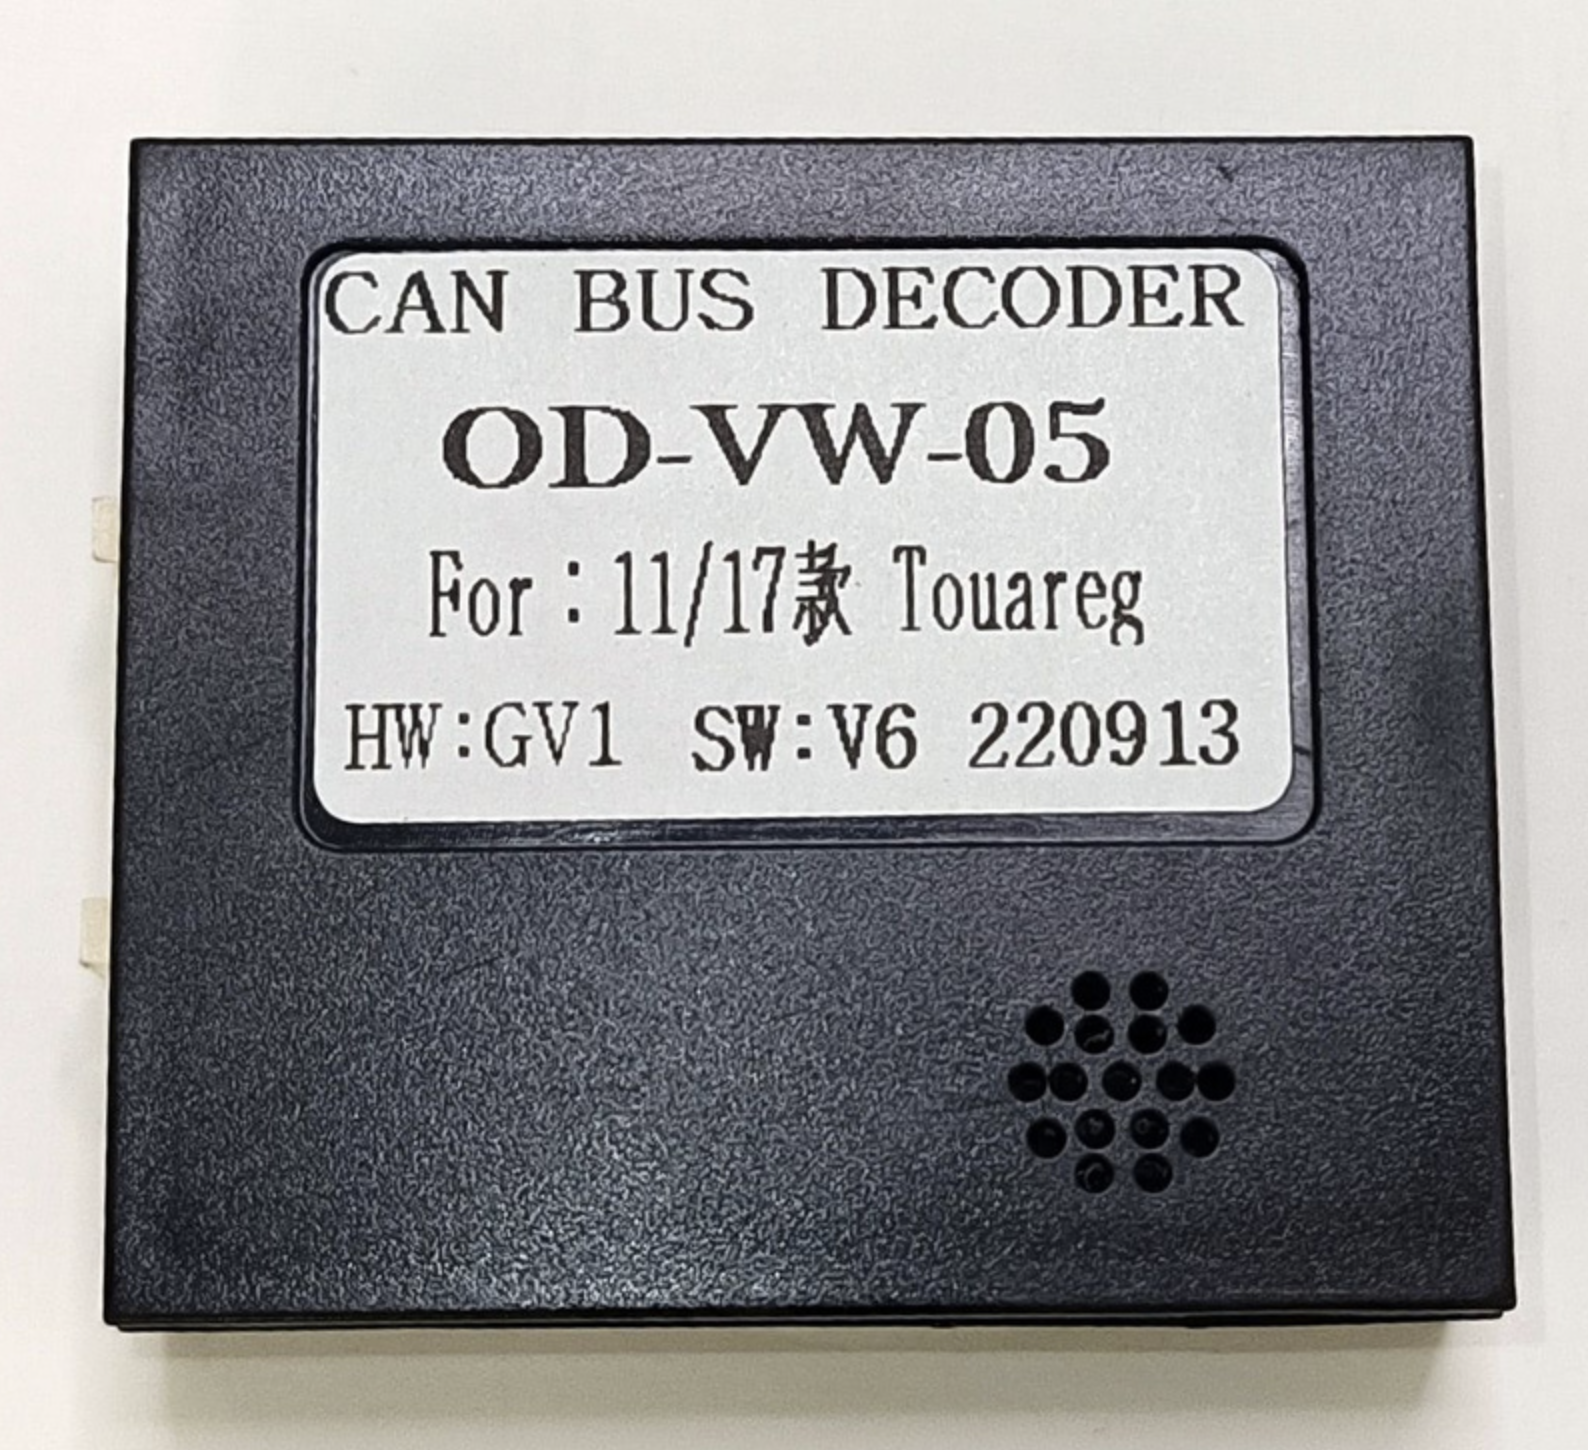 CAN BUS DECODER
OD-VW-05
For：11/17款 Touareg
HW:GV1 SW:V6 220913